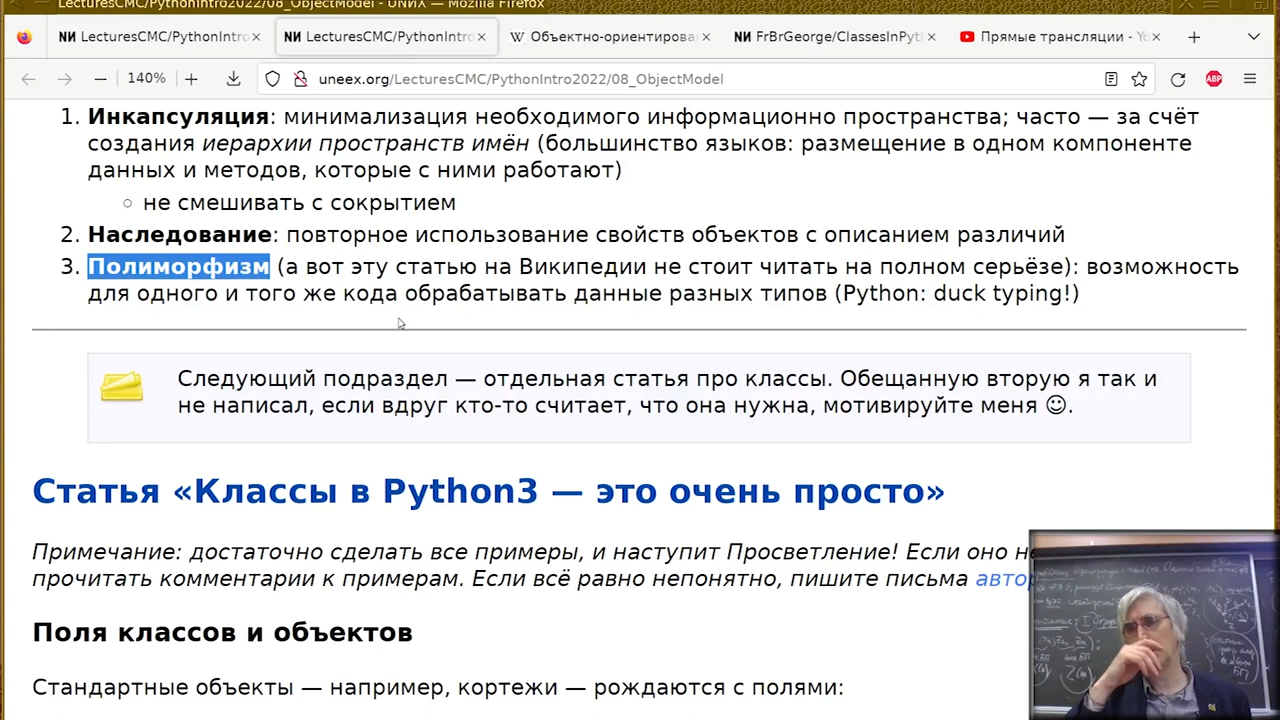 LecturesCMC/PythonIntro2022/08_ObjectModel - UNИX — Mozilla Firefox
LecturesCMC/PythonIntro
LecturesCMC/PythonIntro
Объектно-ориентирова
FrBrGeorge/ClassesInPyt
Прямые трансляции - Yo
140%
uneex.org/LecturesCMC/PythonIntro2022/08_ObjectModel
ABP
1. Инкапсуляция: минимализация необходимого информационно пространства; часто — за счёт
создания иерархии пространств имён (большинство языков: размещение в одном компоненте
данных и методов, которые с ними работают)
не смешивать с сокрытием
2. Наследование: повторное использование свойств объектов с описанием различий
3. Полиморфизм (а вот эту статью на Википедии не стоит читать на полном серьёзе): возможность
для одного и того же кода обрабатывать данные разных типов (Python: duck typing!)
Следующий подраздел — отдельная статья про классы. Обещанную вторую я так и
не написал, если вдруг кто-то считает, что она нужна, мотивируйте меня ☺.
Статья «Классы в Python3 — это очень просто»
Примечание: достаточно сделать все примеры, и наступит Просветление! Если оно не
прочитать комментарии к примерам. Если всё равно непонятно, пишите письма автор
Поля классов и объектов
Стандартные объекты — например, кортежи — рождаются с полями: